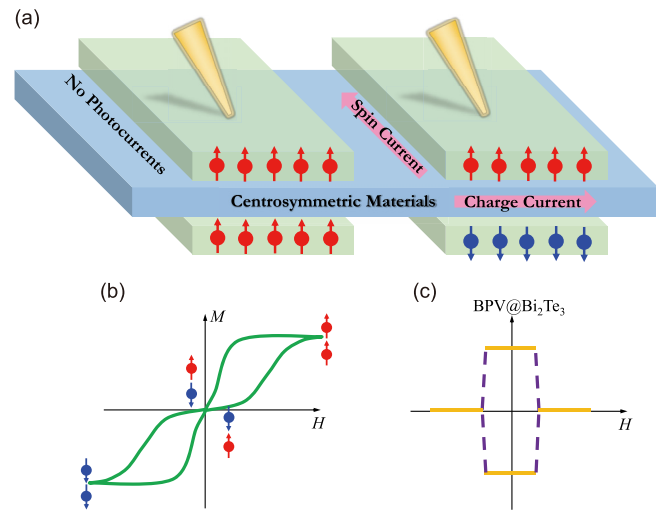 (a)
No Photocurrents
Spin Current
Centrosymmetric Materials
Charge Current
(b)
M
H
(c)
BPV@Bi₂Te₃
H